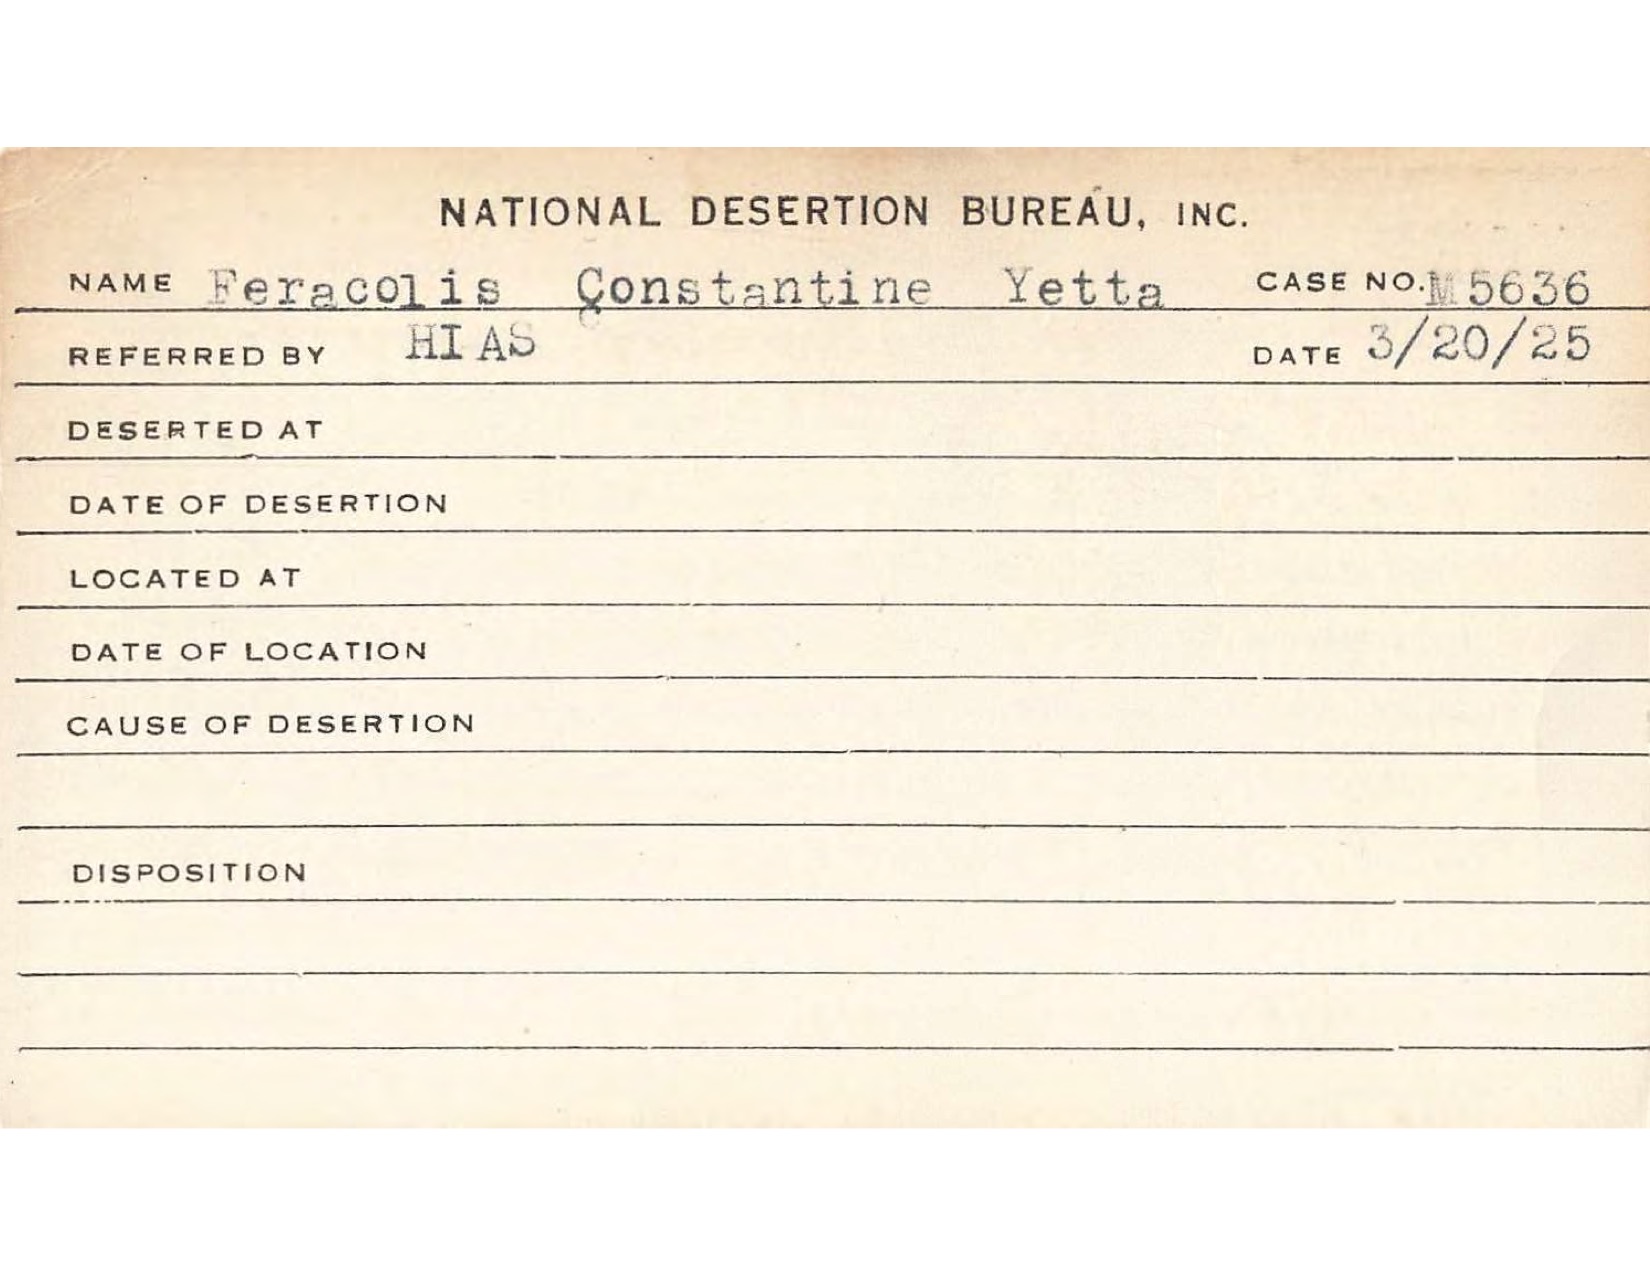 NATIONAL DESERTION BUREAU, INC.
NAME Feracolis Constantine Yetta CASE NO. M5636
REFERRED BY HIAS DATE 3/20/25
DESERTED AT
DATE OF DESERTION
LOCATED AT
DATE OF LOCATION
CAUSE OF DESERTION
DISPOSITION